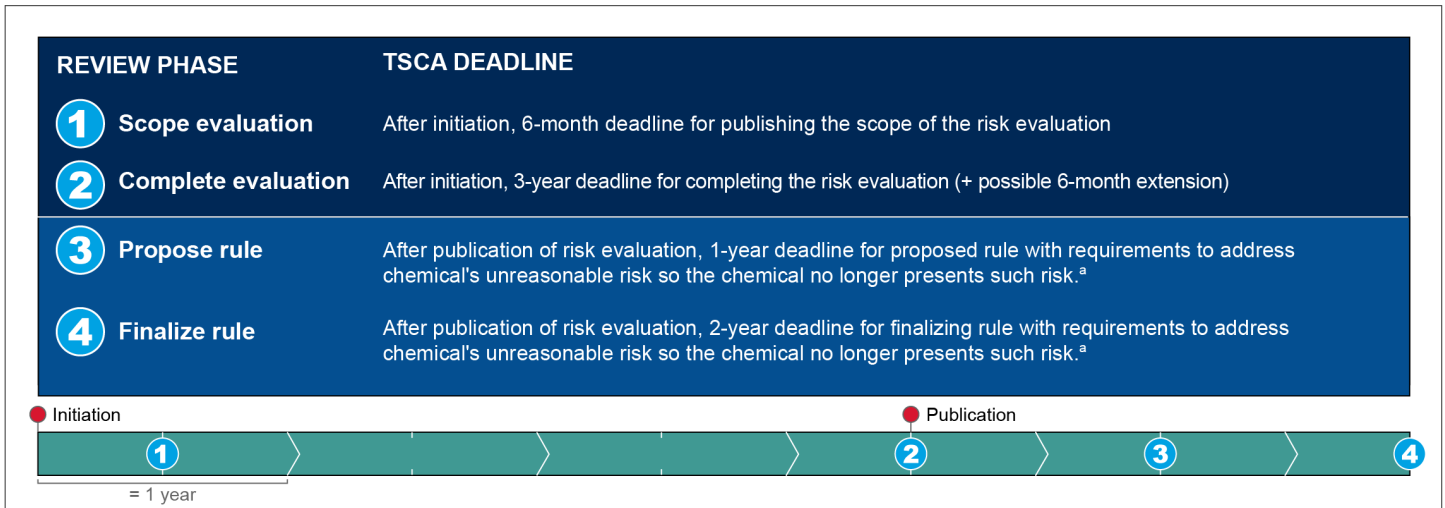 REVIEW PHASE TSCA DEADLINE
1 Scope evaluation After initiation, 6-month deadline for publishing the scope of the risk evaluation
2 Complete evaluation After initiation, 3-year deadline for completing the risk evaluation (+ possible 6-month extension)
3 Propose rule After publication of risk evaluation, 1-year deadline for proposed rule with requirements to address
chemical's unreasonable risk so the chemical no longer presents such risk.ª
4 Finalize rule After publication of risk evaluation, 2-year deadline for finalizing rule with requirements to address
chemical's unreasonable risk so the chemical no longer presents such risk.ª
Initiation Publication
1 2 3 4
= 1 year